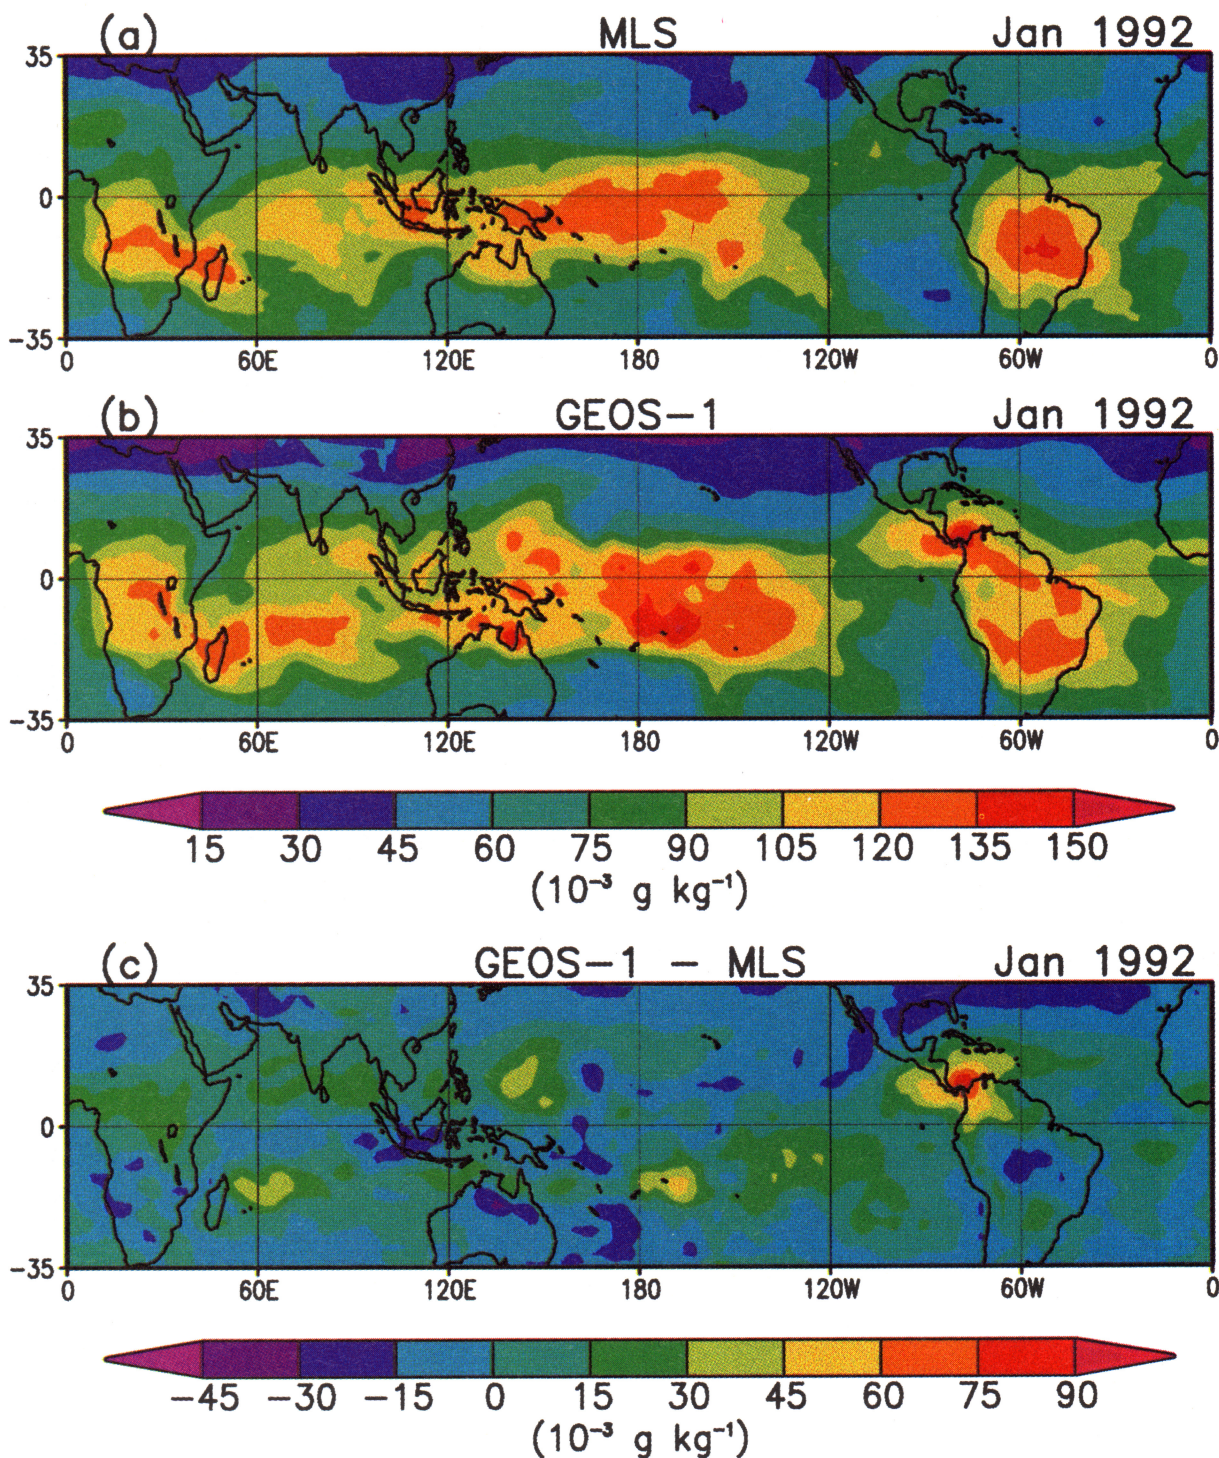 (a) MLS Jan 1992
35
0
−35
0 60E 120E 180 120W 60W 0
(b) GEOS−1 Jan 1992
35
0
−35
0 60E 120E 180 120W 60W 0
15 30 45 60 75 90 105 120 135 150
(10⁻³ g kg⁻¹)
(c) GEOS−1 − MLS Jan 1992
35
0
−35
0 60E 120E 180 120W 60W 0
−45 −30 −15 0 15 30 45 60 75 90
(10⁻³ g kg⁻¹)